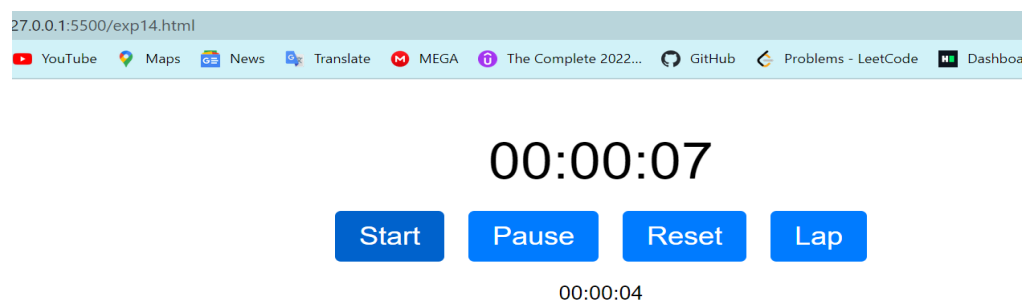 27.0.0.1:5500/exp14.html
YouTube Maps News Translate MEGA The Complete 2022... GitHub Problems - LeetCode Dashboa
00:00:07
Start Pause Reset Lap
00:00:04